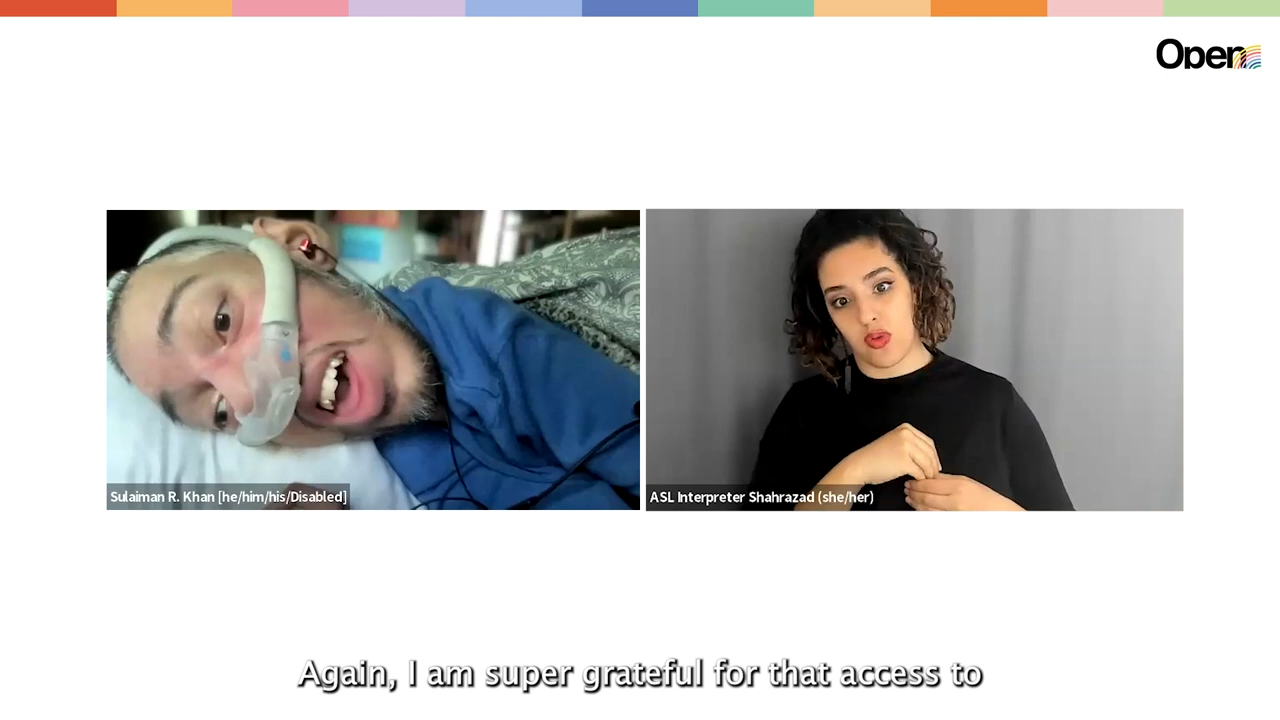 Open
Sulaiman R. Khan [he/him/his/Disabled]
ASL Interpreter Shahrazad (she/her)
Again, I am super grateful for that access to